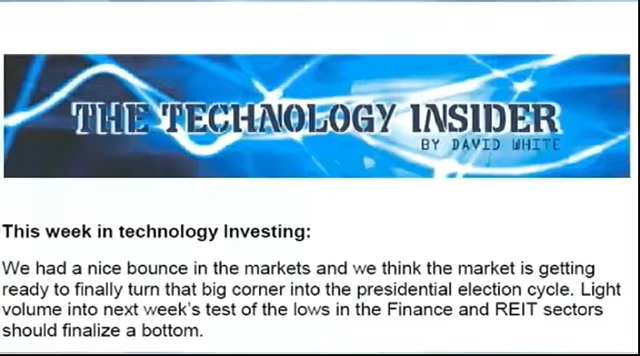 THE TECHNOLOGY INSIDER
BY DAVID WHITE
This week in technology Investing:
We had a nice bounce in the markets and we think the market is getting
ready to finally turn that big corner into the presidential election cycle. Light
volume into next week's test of the lows in the Finance and REIT sectors
should finalize a bottom.